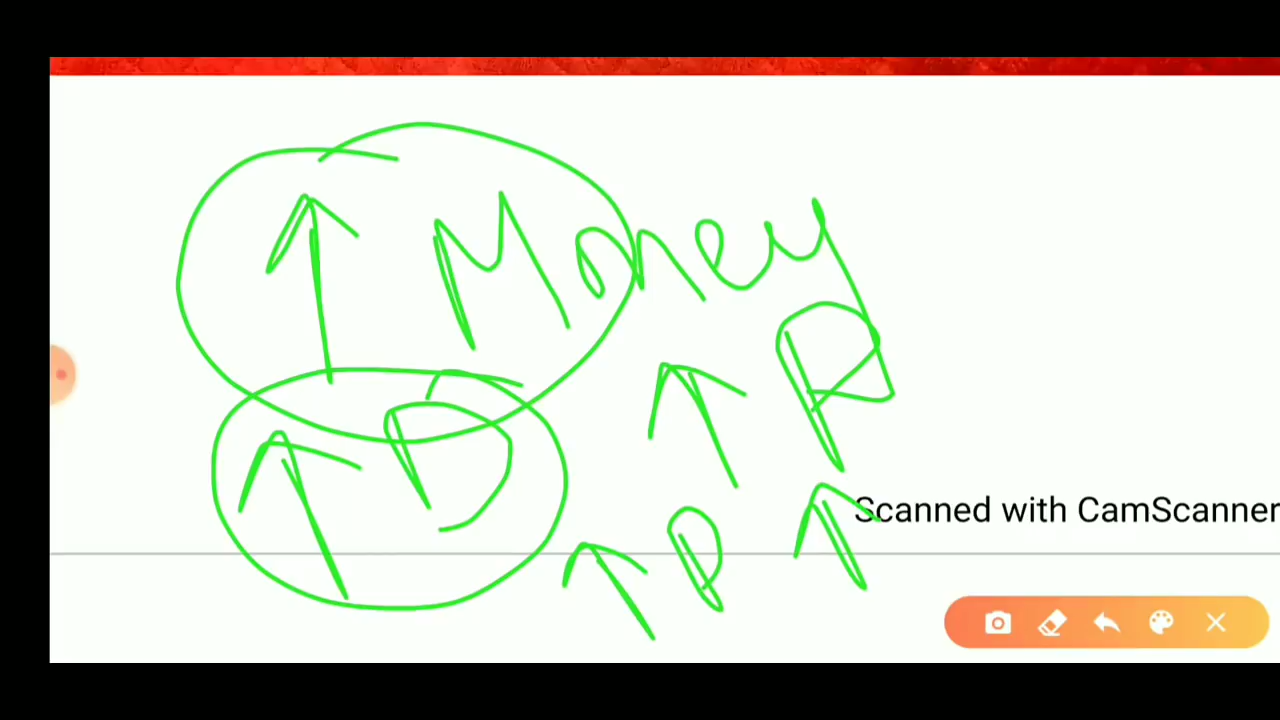 ↑ Money
↑ D ↑ R
↑ P ↑
Scanned with CamScanner